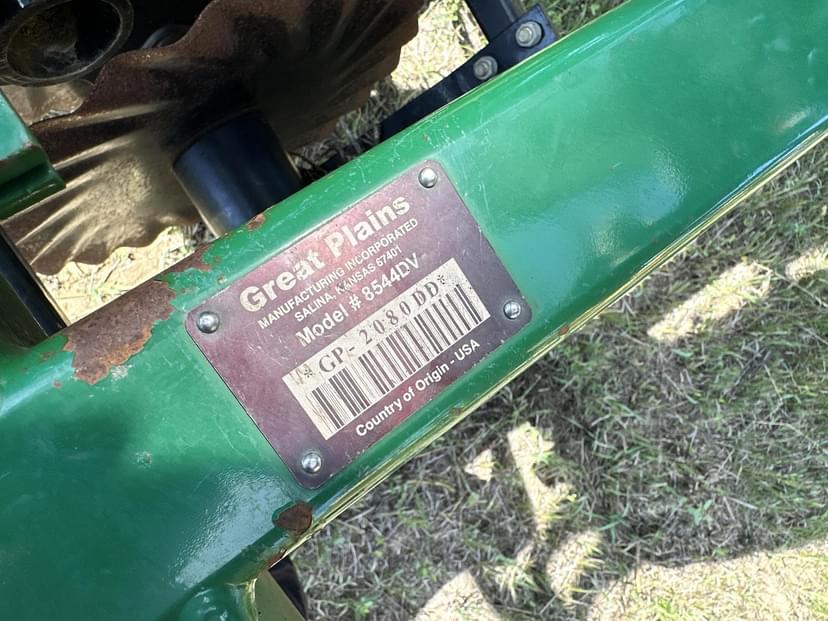 Great Plains
MANUFACTURING INCORPORATED
SALINA, KANSAS 67401
Model # 8544DV
*GP-2080DD*
Country of Origin - USA